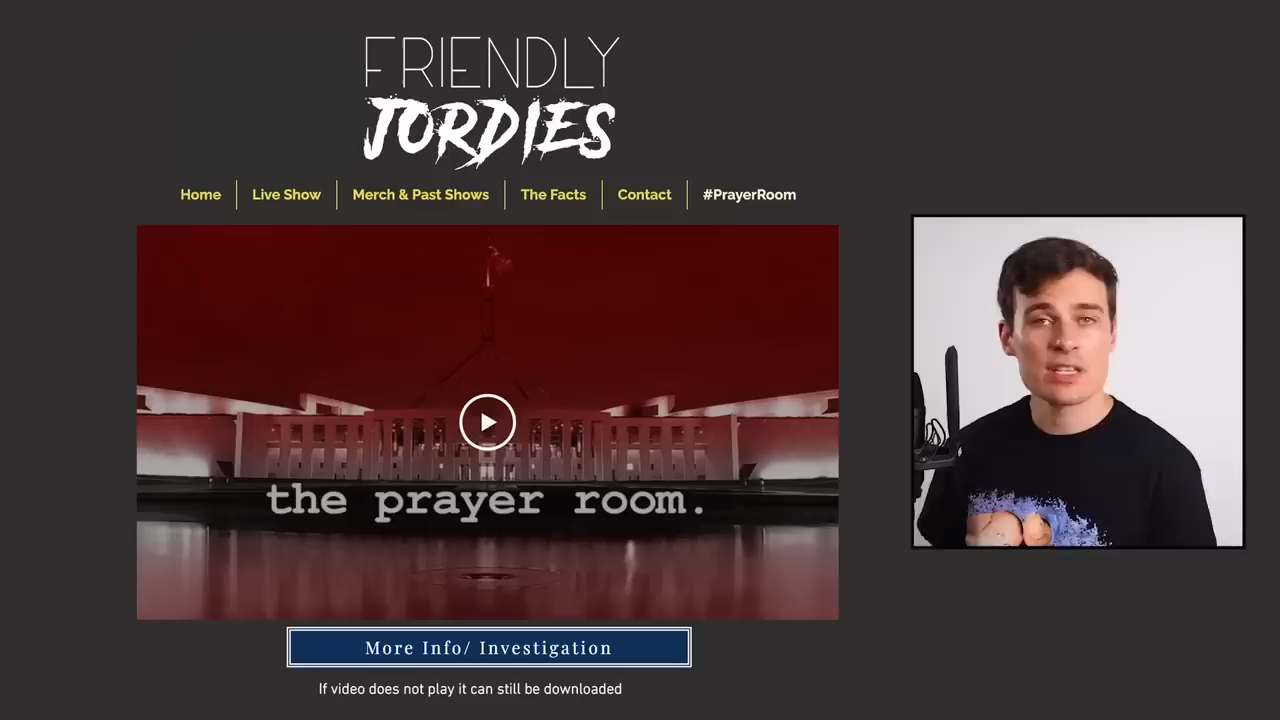 FRIENDLY
JORDIES
Home
Live Show
Merch & Past Shows
The Facts
Contact
#PrayerRoom
the prayer room.
More Info/ Investigation
If video does not play it can still be downloaded